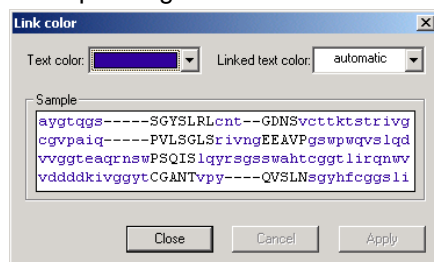 Link color
Text color: Linked text color: automatic
Sample
aygtqgs-----SGYSLRLcnt--GDNSvcttktstrivg
cgvpaiq-----PVLSGLSrivngEEAVPgswpwqvslqd
vvggteaqrnswPSQISlqyrsgsswahtcggtlirqnwv
vddddkivggytCGANTvpy----QVSLNsgyhfcggsli
Close Cancel Apply